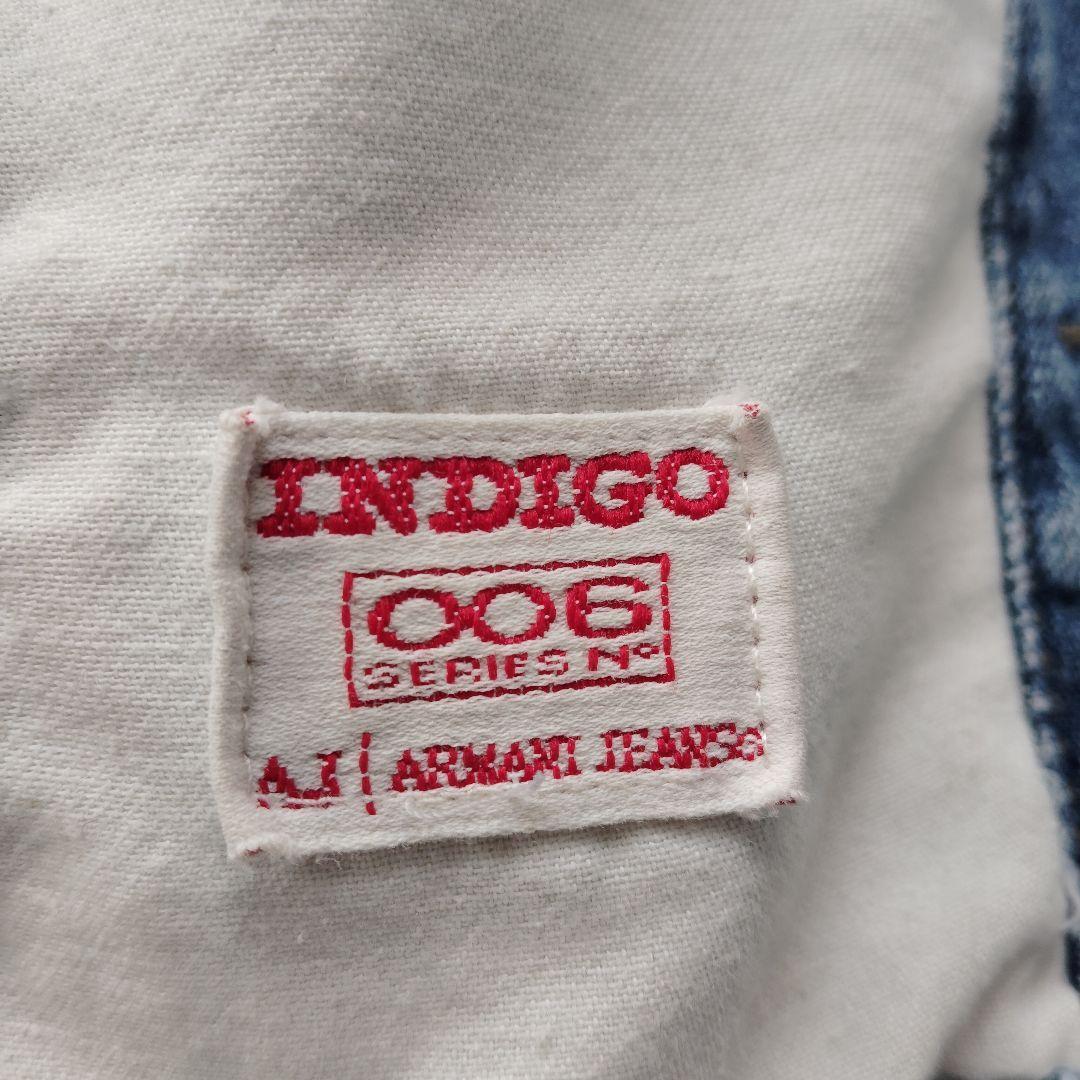 INDIGO
006
SERIES Nº
AJ | ARMANI JEANS